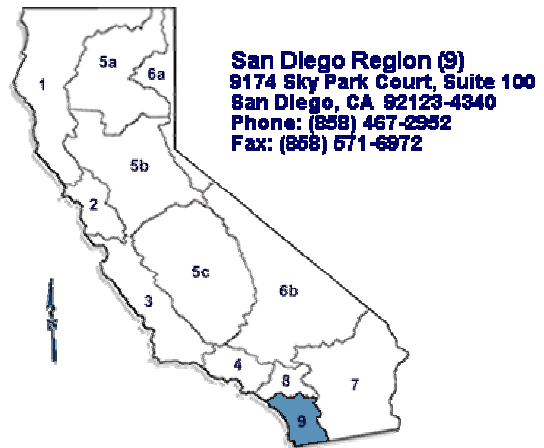 San Diego Region (9)
9174 Sky Park Court, Suite 100
San Diego, CA 92123-4340
Phone: (858) 467-2952
Fax: (858) 571-6972
1
5a
6a
5b
2
5c
6b
3
4
8
7
9
N